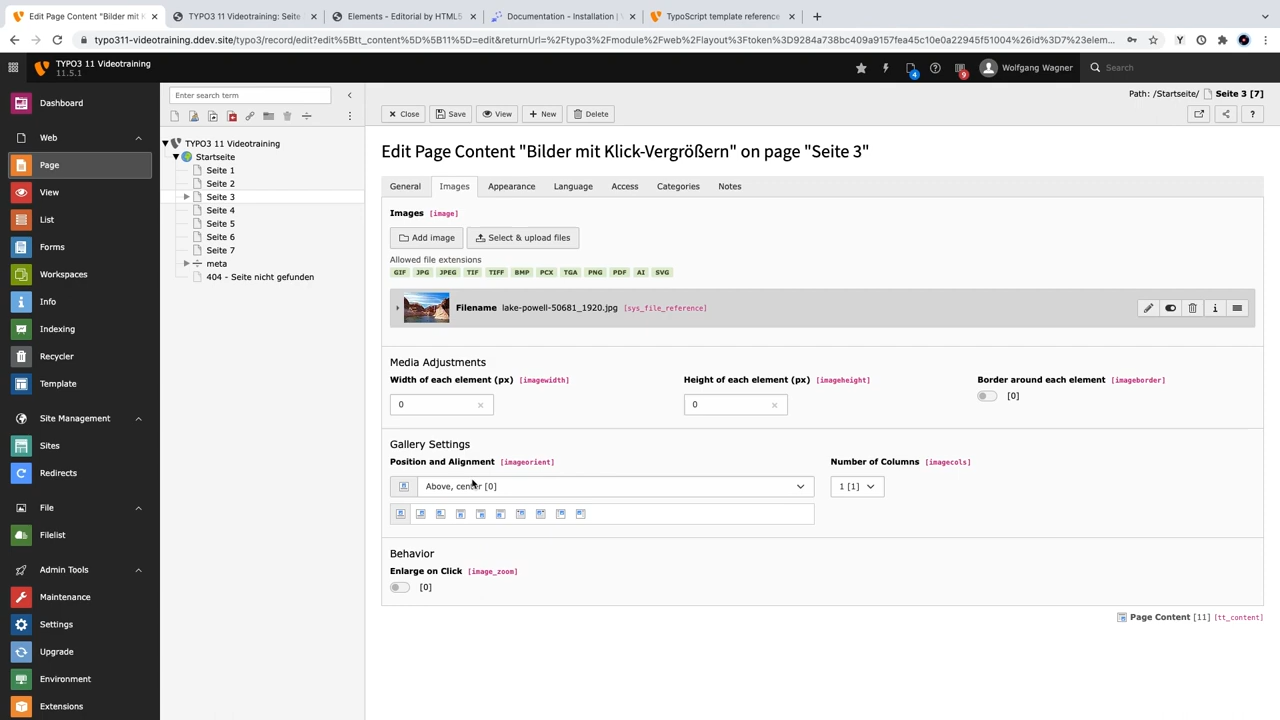 Edit Page Content "Bilder mit K
TYPO3 11 Videotraining: Seite
Elements - Editorial by HTML5
Documentation - Installation |
TypoScript template reference
typo311-videotraining.ddev.site/typo3/record/edit?edit%5Btt_content%5D%5B11%5D=edit&returnUrl=%2Ftypo3%2Fmodule%2Fweb%2Flayout%3Ftoken%3D9284a738bc409a9157fea45c10e0a22945f51004%26id%3D7%23elem...
TYPO3 11 Videotraining
11.5.1
4
9
Wolfgang Wagner
Search
Dashboard
Web
Page
View
List
Forms
Workspaces
Info
Indexing
Recycler
Template
Site Management
Sites
Redirects
File
Filelist
Admin Tools
Maintenance
Settings
Upgrade
Environment
Extensions
Enter search term
TYPO3 11 Videotraining
Startseite
Seite 1
Seite 2
Seite 3
Seite 4
Seite 5
Seite 6
Seite 7
meta
404 - Seite nicht gefunden
Path: /Startseite/ Seite 3 [7]
Close Save View New Delete
Edit Page Content "Bilder mit Klick-Vergrößern" on page "Seite 3"
General Images Appearance Language Access Categories Notes
Images [image]
Add image Select & upload files
Allowed file extensions
GIF JPG JPEG TIF TIFF BMP PCX TGA PNG PDF AI SVG
Filename lake-powell-50681_1920.jpg [sys_file_reference]
Media Adjustments
Width of each element (px) [imagewidth] Height of each element (px) [imageheight] Border around each element [imageborder]
0 0 [0]
Gallery Settings
Position and Alignment [imageorient] Number of Columns [imagecols]
Above, center [0] 1 [1]
Behavior
Enlarge on Click [image_zoom]
[0]
Page Content [11] [tt_content]